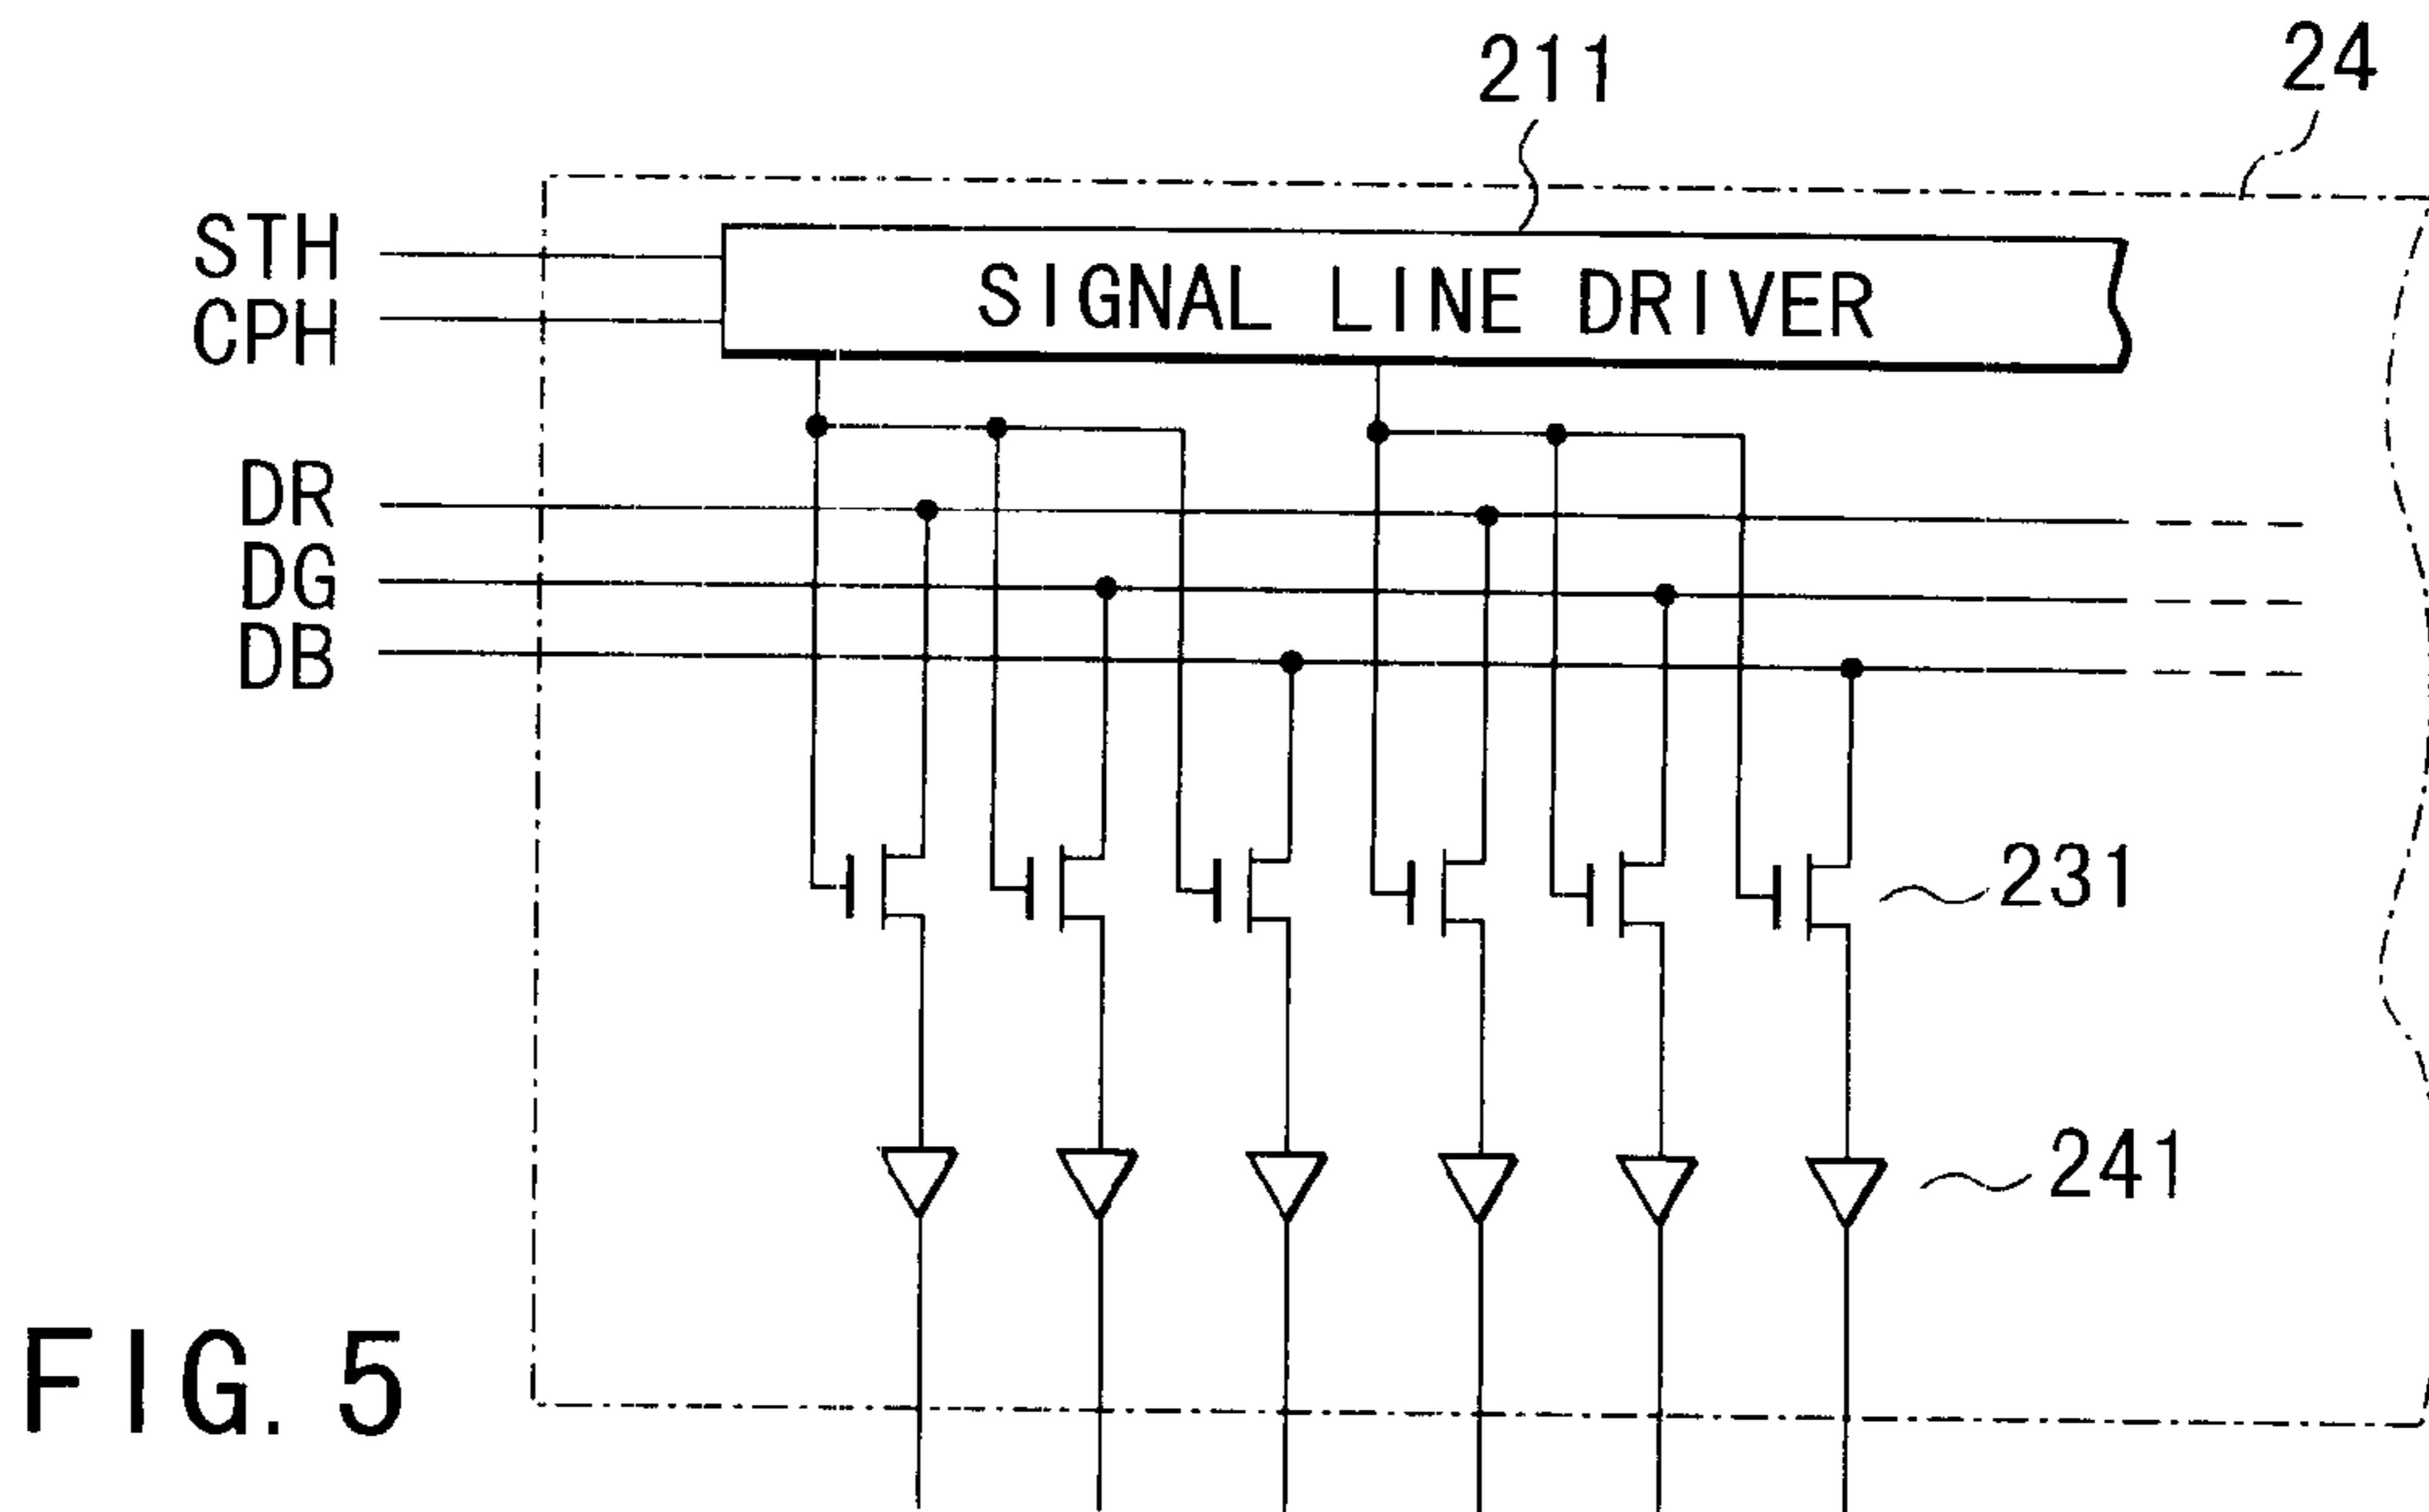 211
24
STH
CPH
SIGNAL LINE DRIVER
DR
DG
DB
231
241
FIG. 5